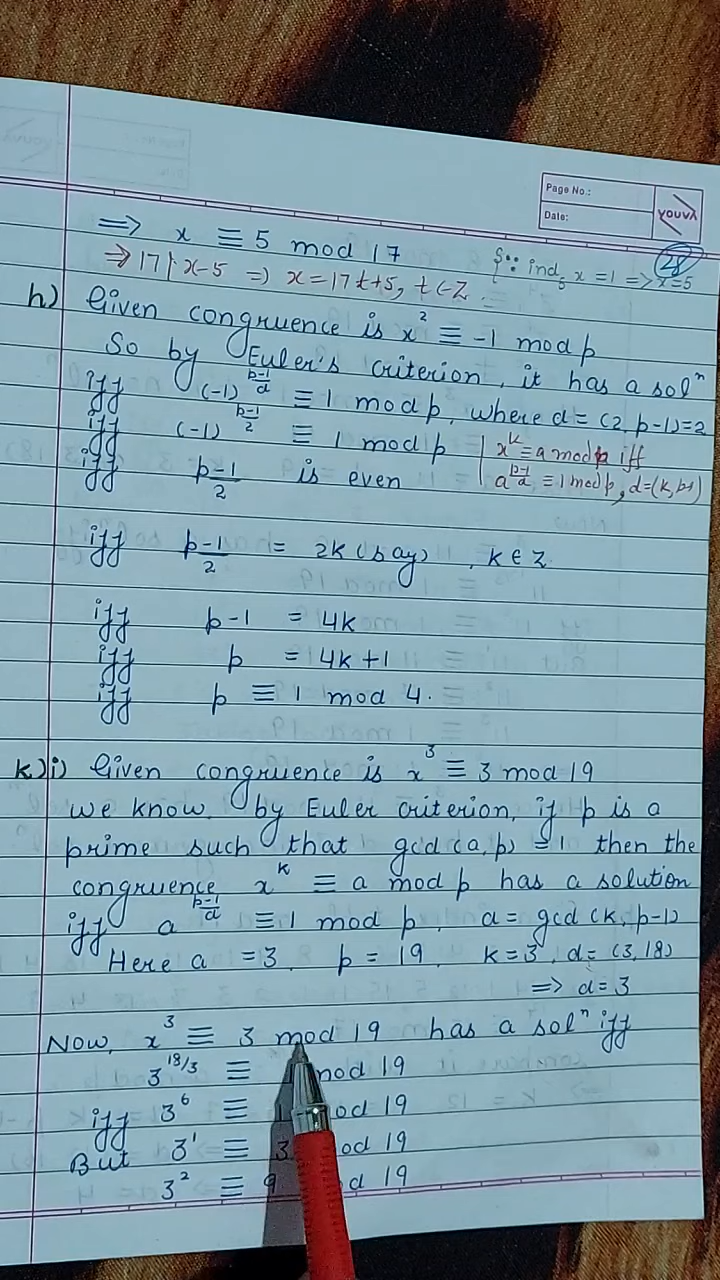 Page No.:
Date:
YOUVA
28
⇒ x ≡ 5 mod 17
⇒ 17 | x-5 ⇒ x = 17t+5, t ∈ Z. {∵ ind₅ x = 1 ⇒ x=5
h) Given congruence is x² ≡ -1 mod p
So by Euler's criterion, it has a solⁿ
iff (-1)^((p-1)/d) ≡ 1 mod p, where d = (2, p-1)=2
iff (-1)^((p-1)/2) ≡ 1 mod p | x^k ≡ a mod p iff
iff (p-1)/2 is even | a^((p-1)/d) ≡ 1 mod p, d=(k, p-1)
iff (p-1)/2 = 2k (say), k ∈ Z
iff p-1 = 4k
iff p = 4k+1
iff p ≡ 1 mod 4.
k) i) Given congruence is x³ ≡ 3 mod 19
we know, by Euler criterion, if p is a
prime such that gcd (a, p) = 1 then the
congruence x^k ≡ a mod p has a solution
iff a^((p-1)/d) ≡ 1 mod p, d = gcd (k, p-1)
Here a = 3, p = 19, k = 3, d = (3, 18)
⇒ d = 3
Now, x³ ≡ 3 mod 19 has a solⁿ iff
3^(18/3) ≡ mod 19
iff 3⁶ ≡ 1 mod 19
But 3¹ ≡ 3 mod 19
3² ≡ 9 mod 19